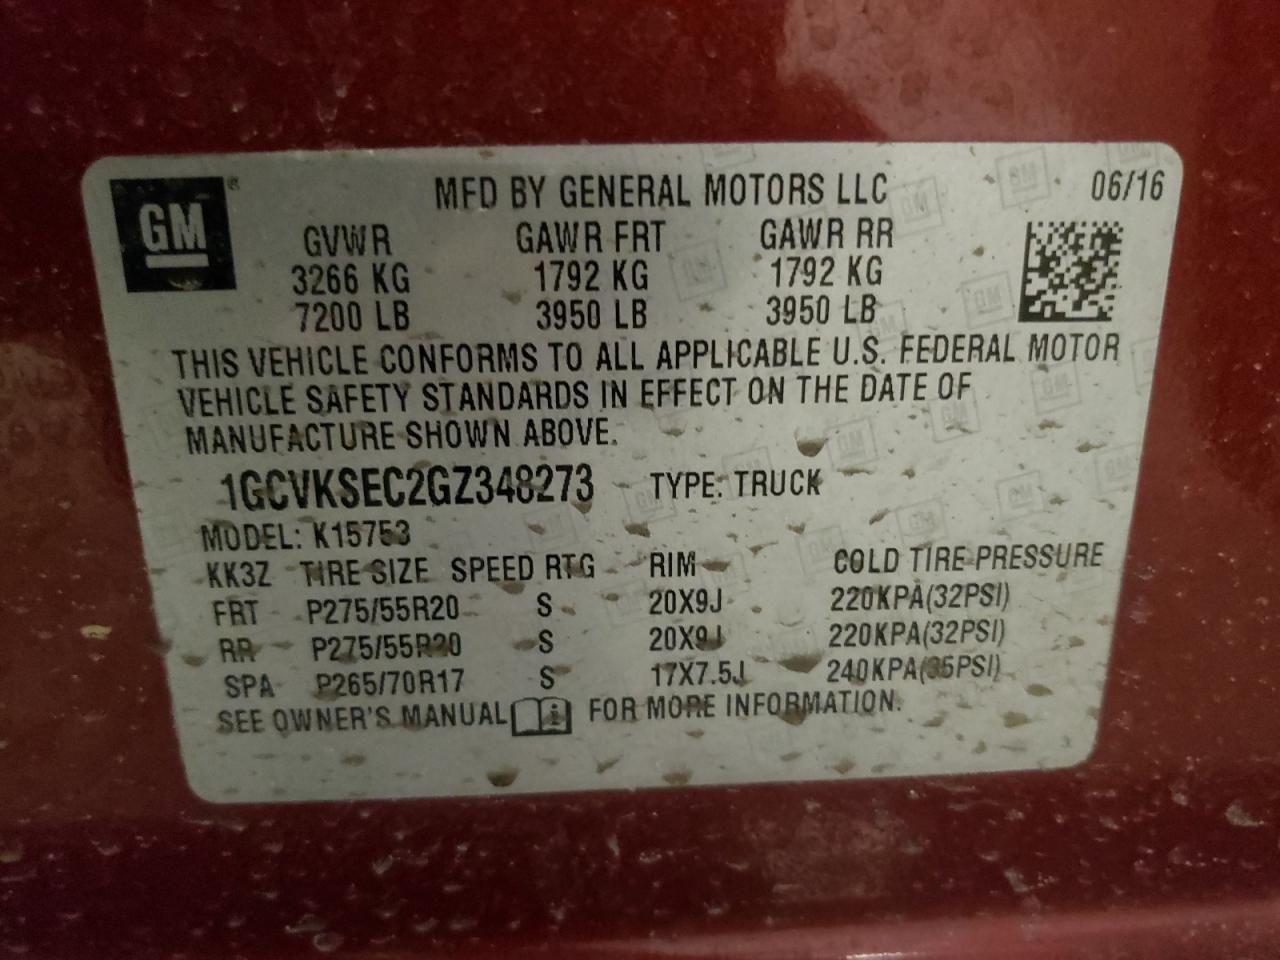 GM ®
MFD BY GENERAL MOTORS LLC 06/16
GVWR GAWR FRT GAWR RR
3266 KG 1792 KG 1792 KG
7200 LB 3950 LB 3950 LB
THIS VEHICLE CONFORMS TO ALL APPLICABLE U.S. FEDERAL MOTOR
VEHICLE SAFETY STANDARDS IN EFFECT ON THE DATE OF
MANUFACTURE SHOWN ABOVE.
1GCVKSEC2GZ348273 TYPE: TRUCK
MODEL: K15753
KK3Z TIRE SIZE SPEED RTG RIM COLD TIRE PRESSURE
FRT P275/55R20 S 20X9J 220KPA(32PSI)
RR P275/55R20 S 20X9J 220KPA(32PSI)
SPA P265/70R17 S 17X7.5J 240KPA(35PSI)
SEE OWNER'S MANUAL FOR MORE INFORMATION.